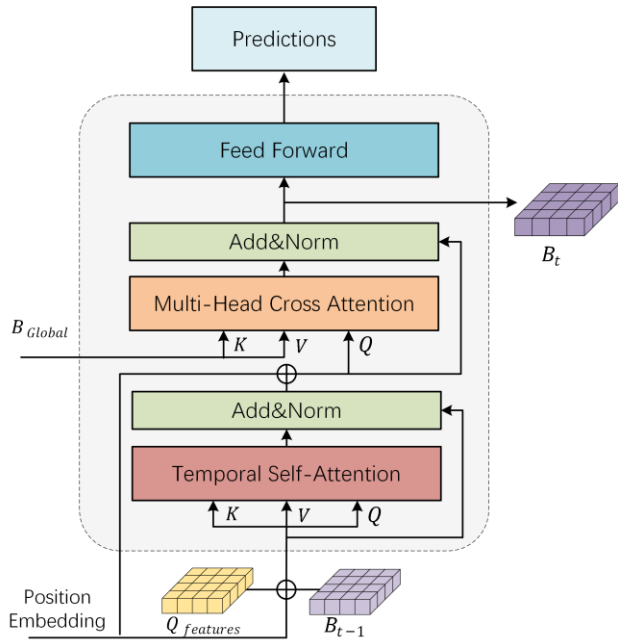 Predictions
Feed Forward
Add&Norm
B_t
Multi-Head Cross Attention
B_Global
K V Q
Add&Norm
Temporal Self-Attention
K V Q
Position
Embedding
Q_features
B_{t-1}